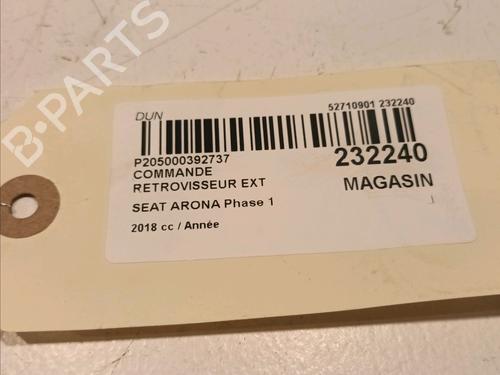 B-PARTS
DUN
52710901 232240
P205000392737
232240
COMMANDE
RETROVISSEUR EXT
MAGASIN
SEAT ARONA Phase 1
2018 cc / Année